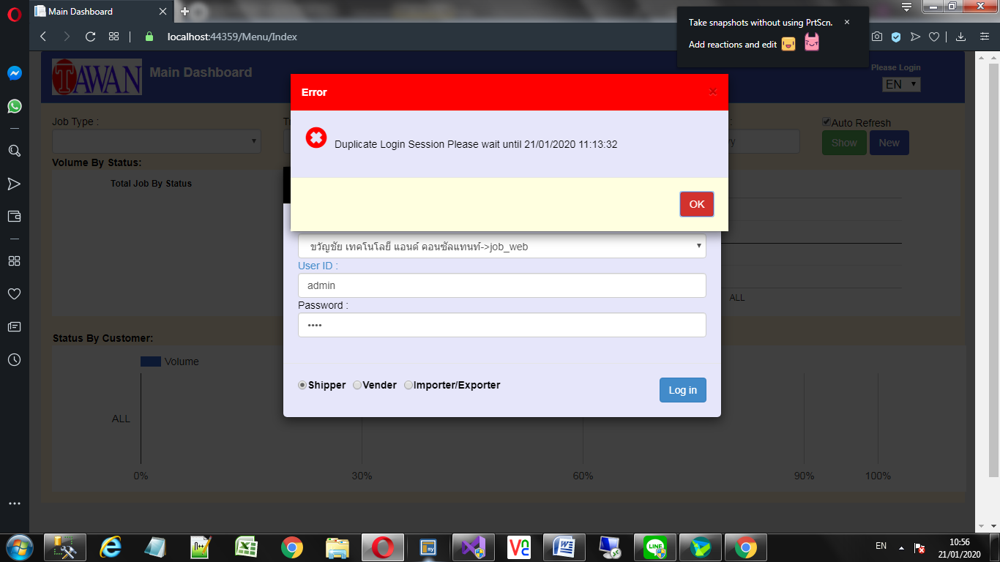 Main Dashboard
Take snapshots without using PrtScn.
Add reactions and edit
localhost:44359/Menu/Index
TAWAN
Main Dashboard
Please Login
EN
Error
Job Type :
Auto Refresh
Show
New
Duplicate Login Session Please wait until 21/01/2020 11:13:32
Volume By Status:
Total Job By Status
OK
ขวัญชัย เทคโนโลยี แอนด์ คอนซัลแทนท์->job_web
User ID :
admin
Password :
••••
ALL
Status By Customer:
Volume
Shipper
Vender
Importer/Exporter
Log in
ALL
0%
30%
60%
90%
100%
EN
10:56
21/01/2020